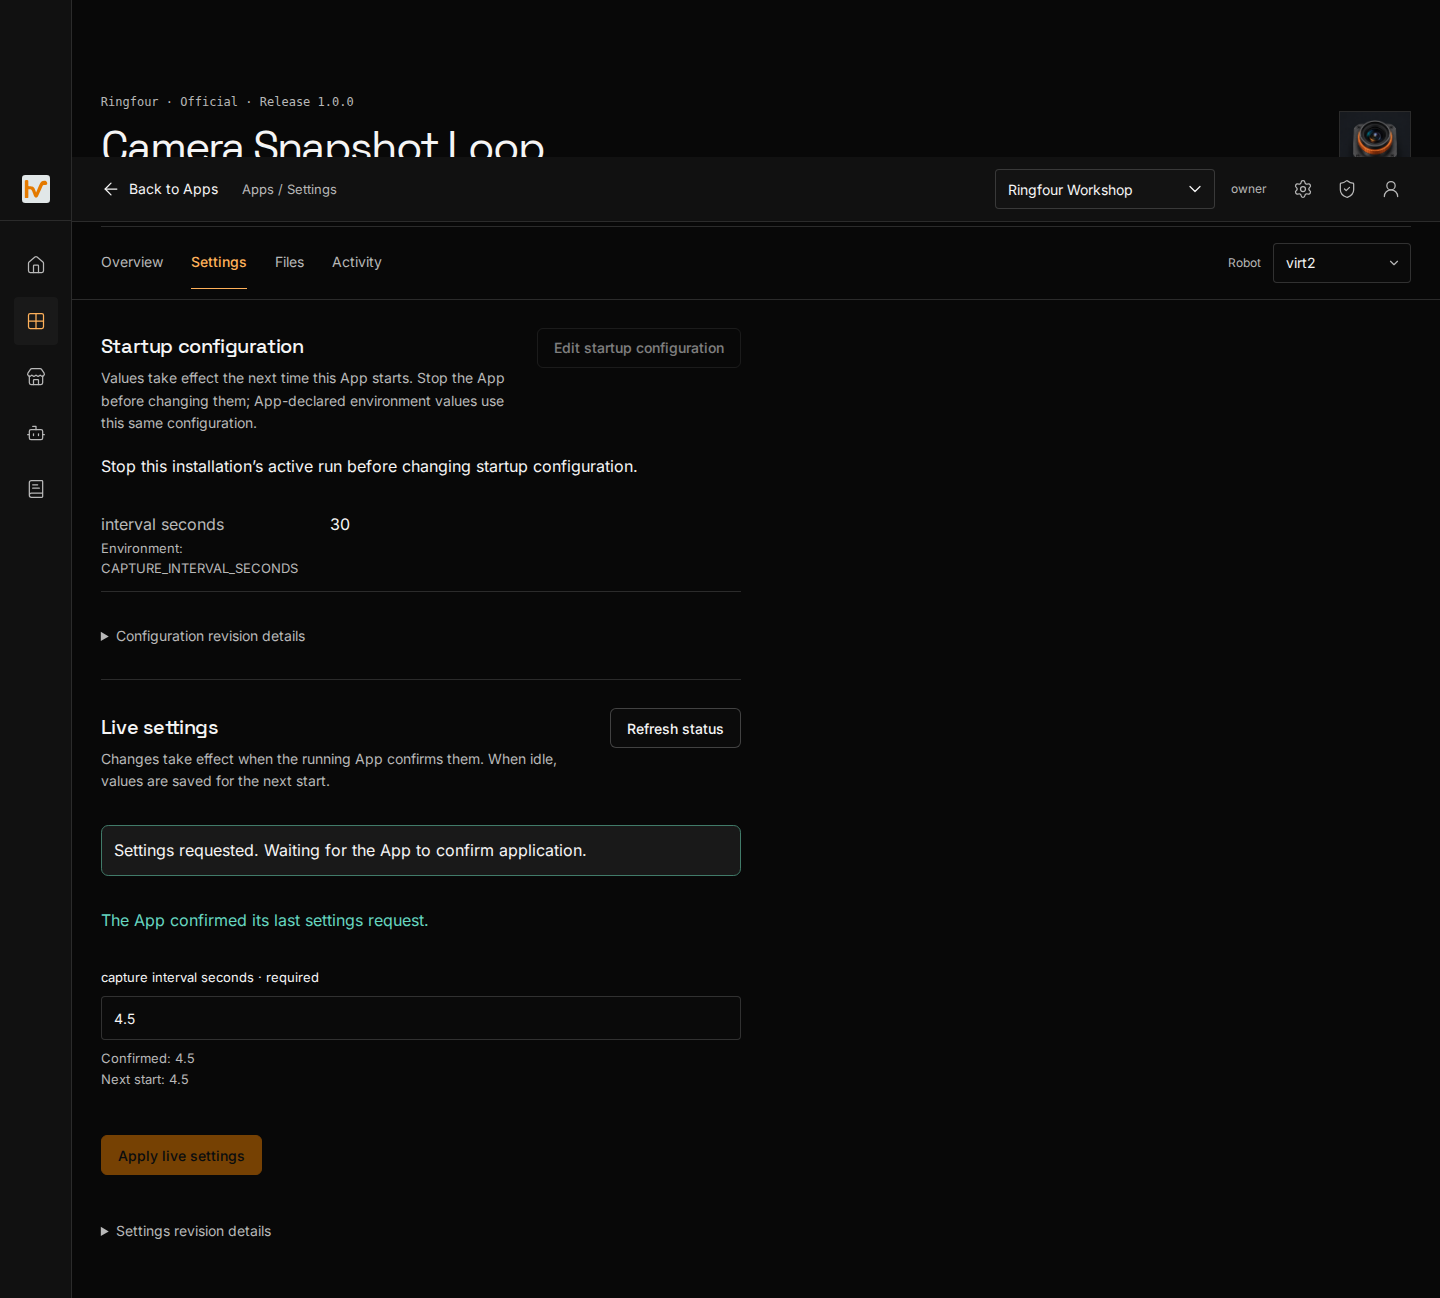 Ringfour · Official · Release 1.0.0
Camera Snapshot Loop
Back to Apps
Apps / Settings
Ringfour Workshop
owner
Overview
Settings
Files
Activity
Robot
virt2
Startup configuration
Edit startup configuration
Values take effect the next time this App starts. Stop the App
before changing them; App-declared environment values use
this same configuration.
Stop this installation’s active run before changing startup configuration.
interval seconds
30
Environment:
CAPTURE_INTERVAL_SECONDS
Configuration revision details
Live settings
Refresh status
Changes take effect when the running App confirms them. When idle,
values are saved for the next start.
Settings requested. Waiting for the App to confirm application.
The App confirmed its last settings request.
capture interval seconds · required
4.5
Confirmed: 4.5
Next start: 4.5
Apply live settings
Settings revision details